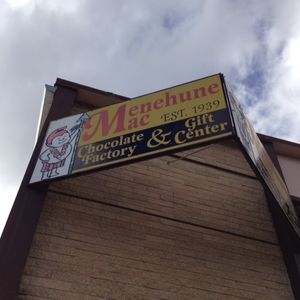 Menehune
Mac EST. 1939
Chocolate & Gift
Factory Center